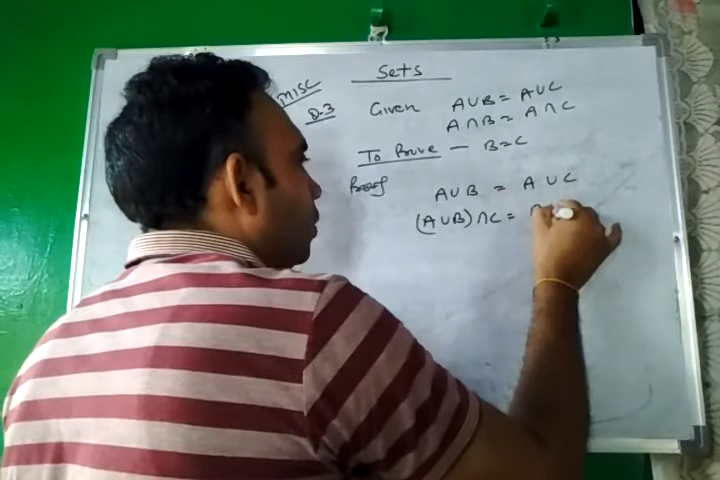 Sets
MISC
Q.3 Given A∪B = A∪C
A∩B = A∩C
To Prove – B=C
Proof A∪B = A∪C
(A∪B)∩C =